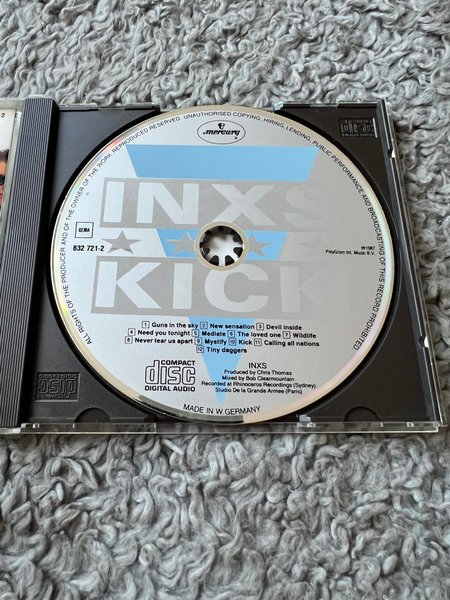 ALL RIGHTS OF THE PRODUCER AND OF THE OWNER OF THE WORK REPRODUCED RESERVED. UNAUTHORISED COPYING, HIRING, LENDING, PUBLIC PERFORMANCE AND BROADCASTING OF THIS RECORD PROHIBITED
mercury
INXS
GEMA
832 721-2
℗1987
PolyGram Int. Music B.V.
KICK
1 Guns in the sky 2 New sensation 3 Devil inside
4 Need you tonight 5 Mediate 6 The loved one 7 Wildlife
8 Never tear us apart 9 Mystify 10 Kick 11 Calling all nations
12 Tiny daggers
COMPACT
disc
DIGITAL AUDIO
INXS
Produced by Chris Thomas
Mixed by Bob Clearmountain
Recorded at Rhinoceros Recordings (Sydney)
Studio De la Grande Armee (Paris)
MADE IN W.GERMANY
COMPACT
disc
disc
2